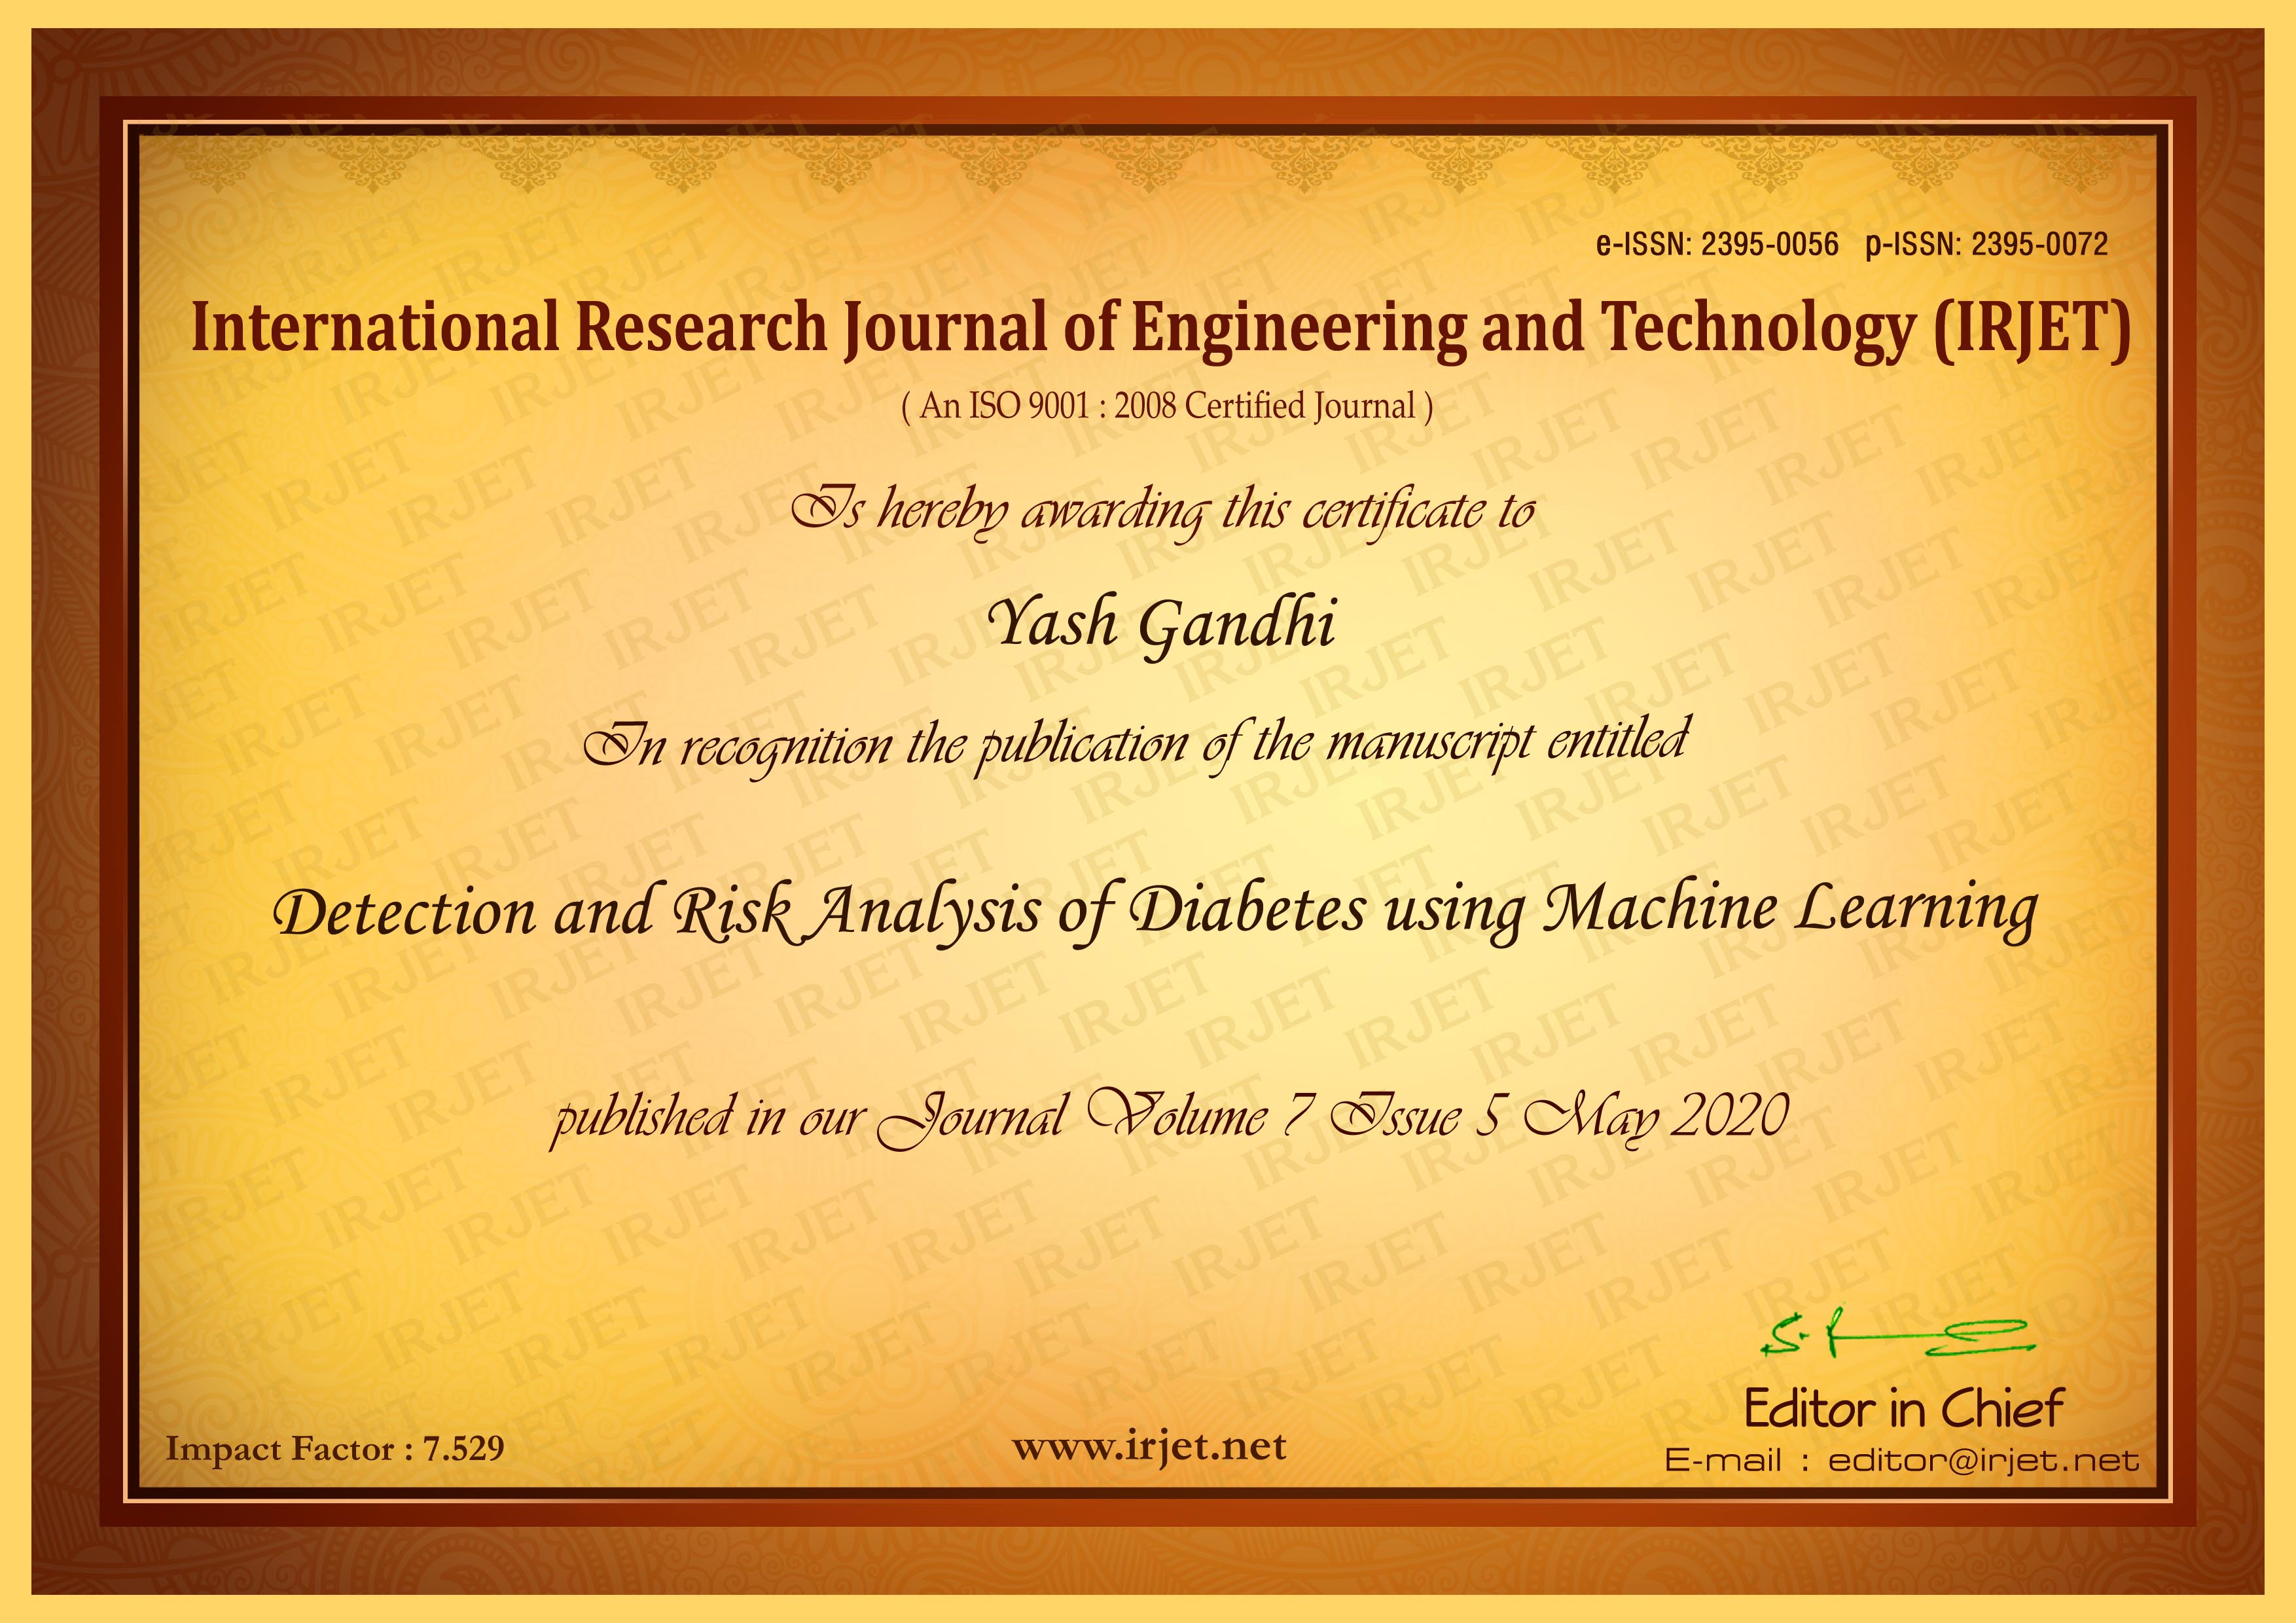 e-ISSN: 2395-0056 p-ISSN: 2395-0072
International Research Journal of Engineering and Technology (IRJET)
( An ISO 9001 : 2008 Certified Journal )
Is hereby awarding this certificate to
Yash Gandhi
In recognition the publication of the manuscript entitled
Detection and Risk Analysis of Diabetes using Machine Learning
published in our Journal Volume 7 Issue 5 May 2020
Editor in Chief
Impact Factor : 7.529
www.irjet.net
E-mail : editor@irjet.net